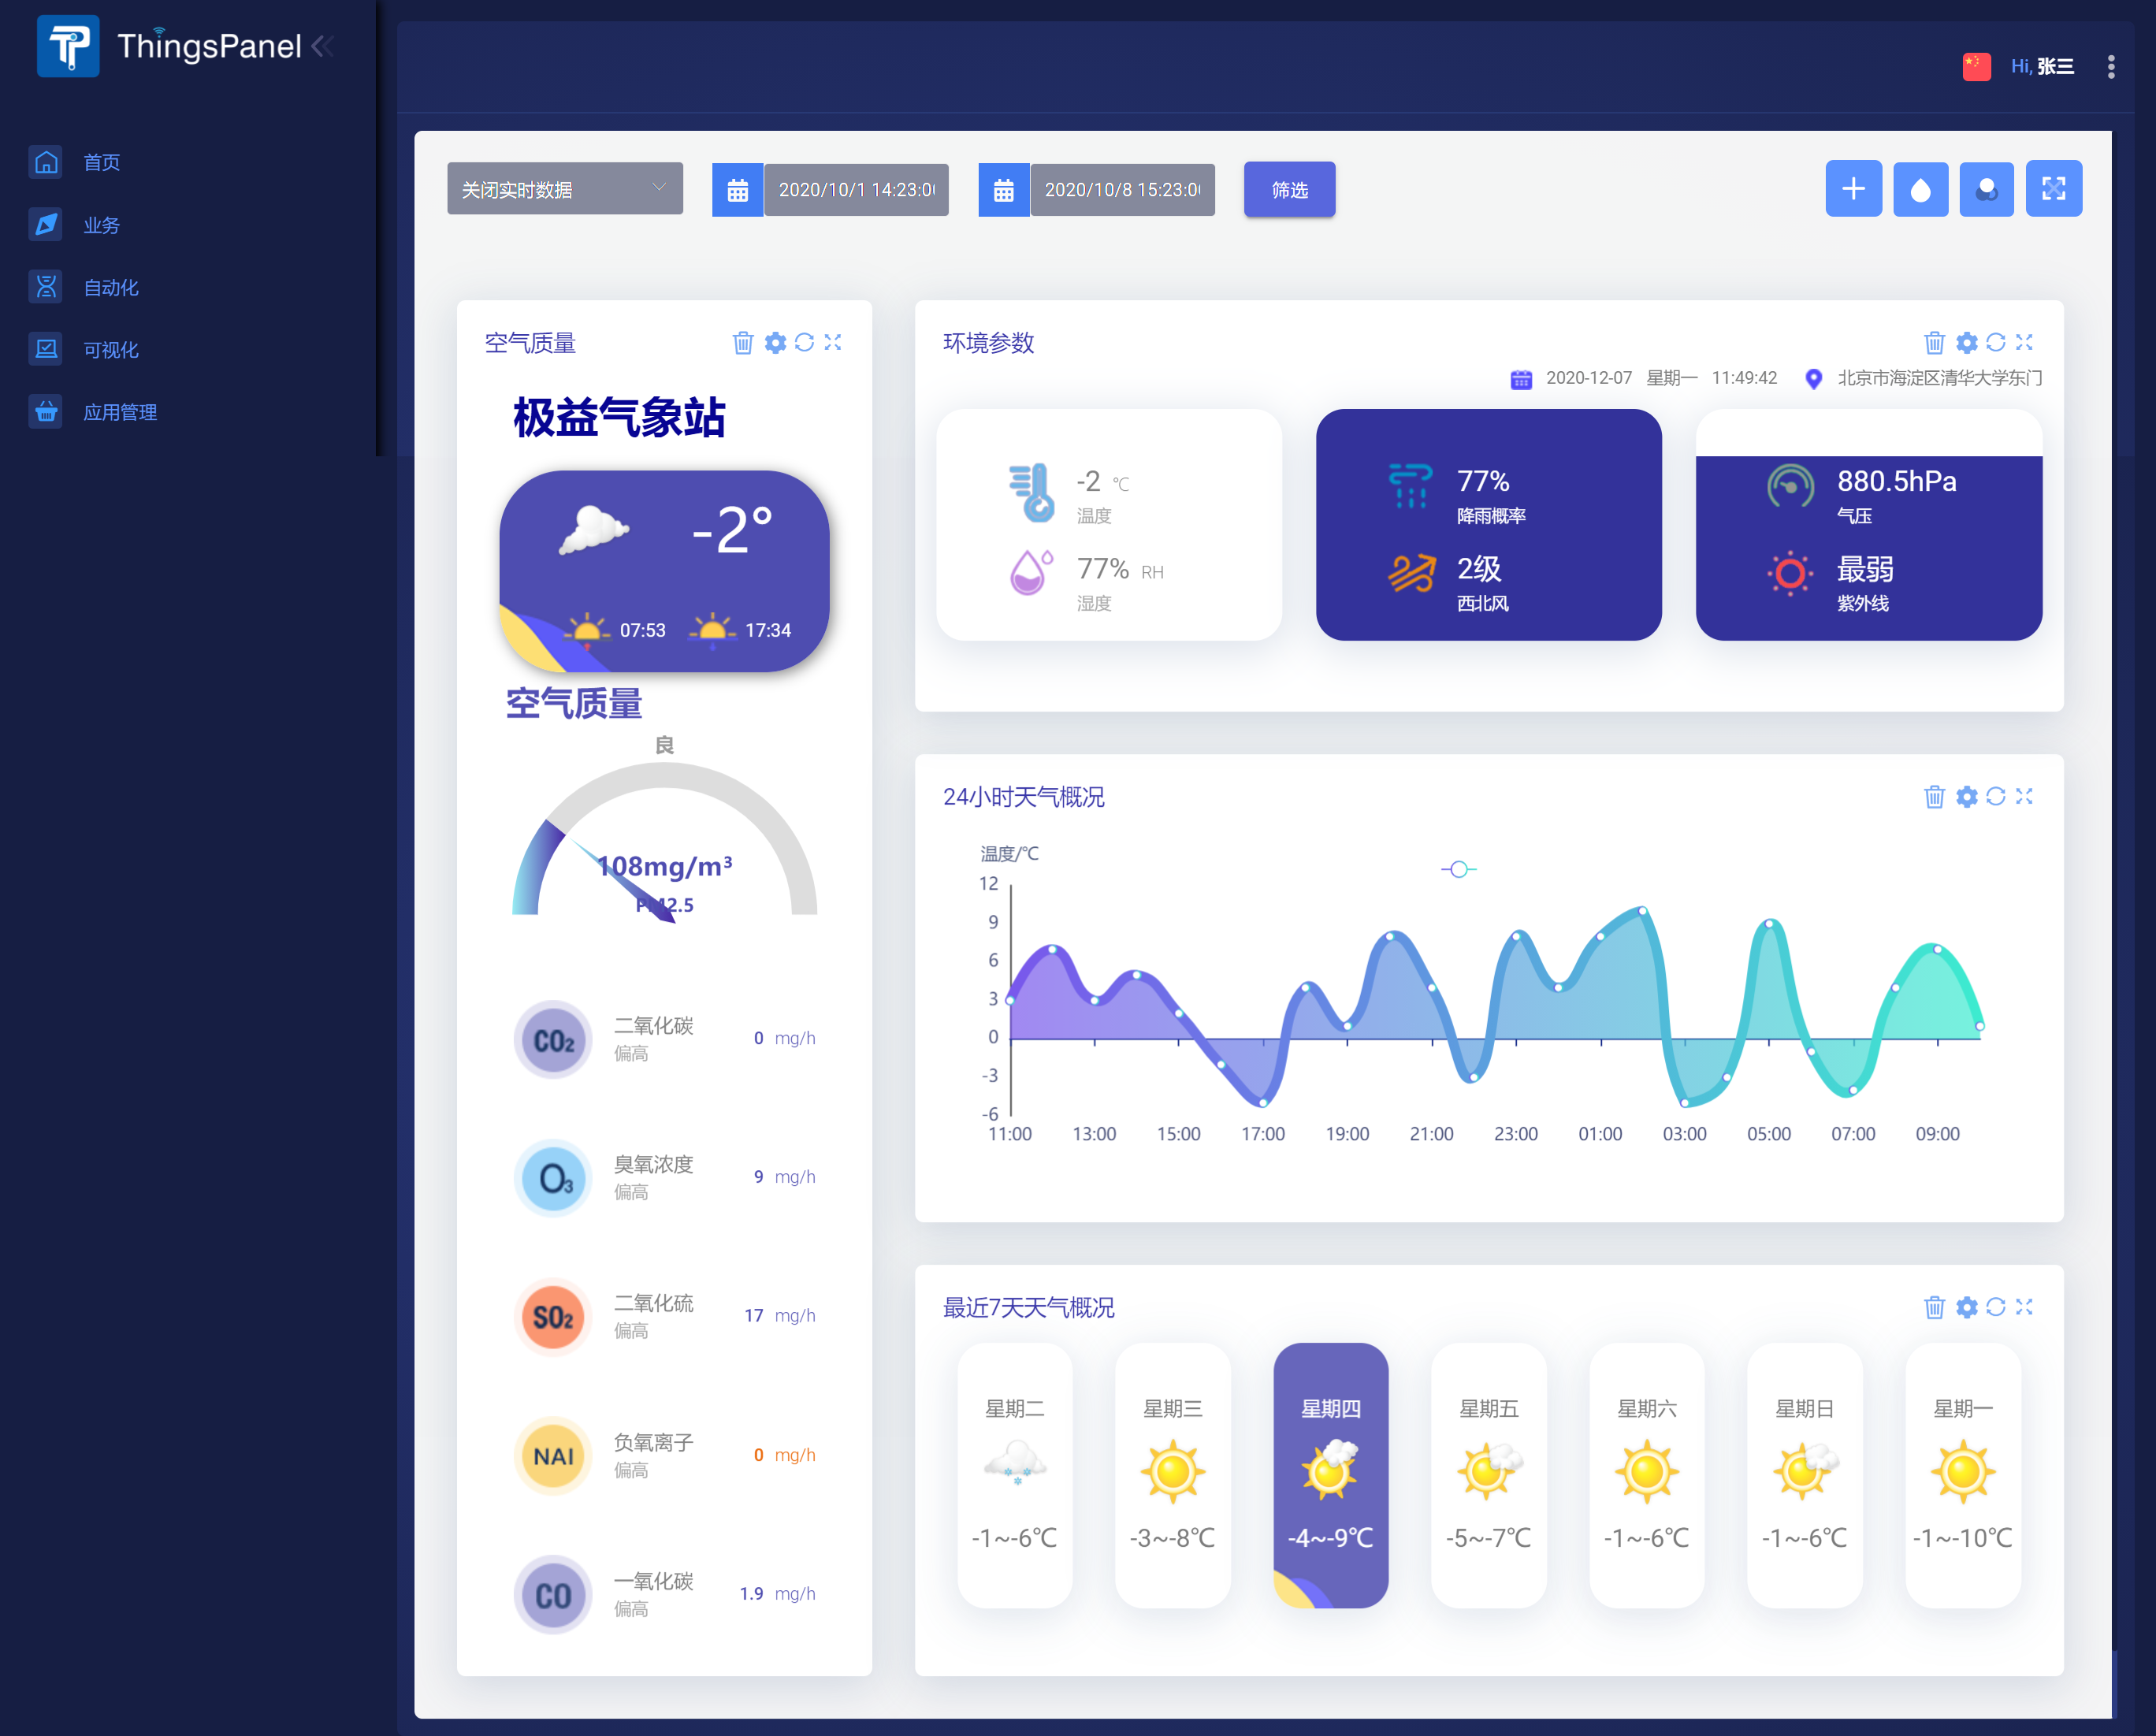 ThingsPanel
Hi, 张三
首页
业务
自动化
可视化
应用管理
关闭实时数据
2020/10/1 14:23:0
2020/10/8 15:23:0
筛选
空气质量
极益气象站
-2°
07:53
17:34
空气质量
良
108mg/m³
PM2.5
CO₂
二氧化碳
偏高
0 mg/h
O₃
臭氧浓度
偏高
9 mg/h
SO₂
二氧化硫
偏高
17 mg/h
NAI
负氧离子
偏高
0 mg/h
CO
一氧化碳
偏高
1.9 mg/h
环境参数
2020-12-07 星期一 11:49:42 北京市海淀区清华大学东门
-2 ℃
温度
77% RH
湿度
77%
降雨概率
2级
西北风
880.5hPa
气压
最弱
紫外线
24小时天气概况
温度/℃
12
9
6
3
0
-3
-6
11:00 13:00 15:00 17:00 19:00 21:00 23:00 01:00 03:00 05:00 07:00 09:00
最近7天天气概况
星期二
-1~-6℃
星期三
-3~-8℃
星期四
-4~-9℃
星期五
-5~-7℃
星期六
-1~-6℃
星期日
-1~-6℃
星期一
-1~-10℃